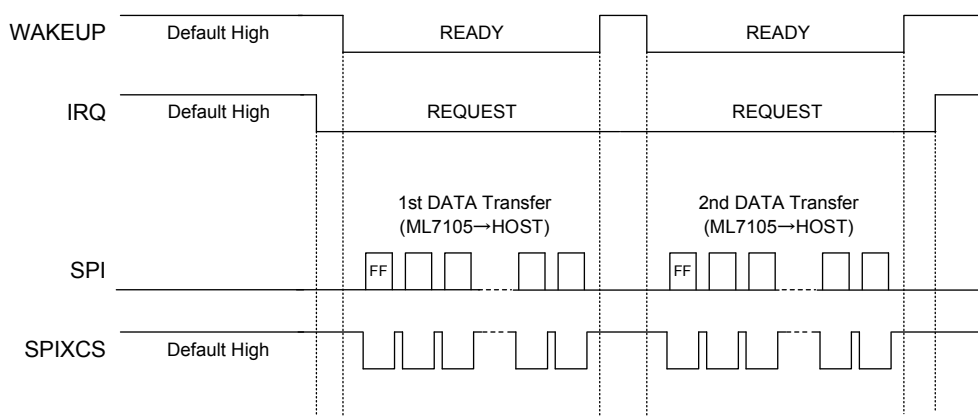 WAKEUP Default High READY READY
IRQ Default High REQUEST REQUEST
1st DATA Transfer 2nd DATA Transfer
(ML7105→HOST) (ML7105→HOST)
SPI FF FF
SPIXCS Default High